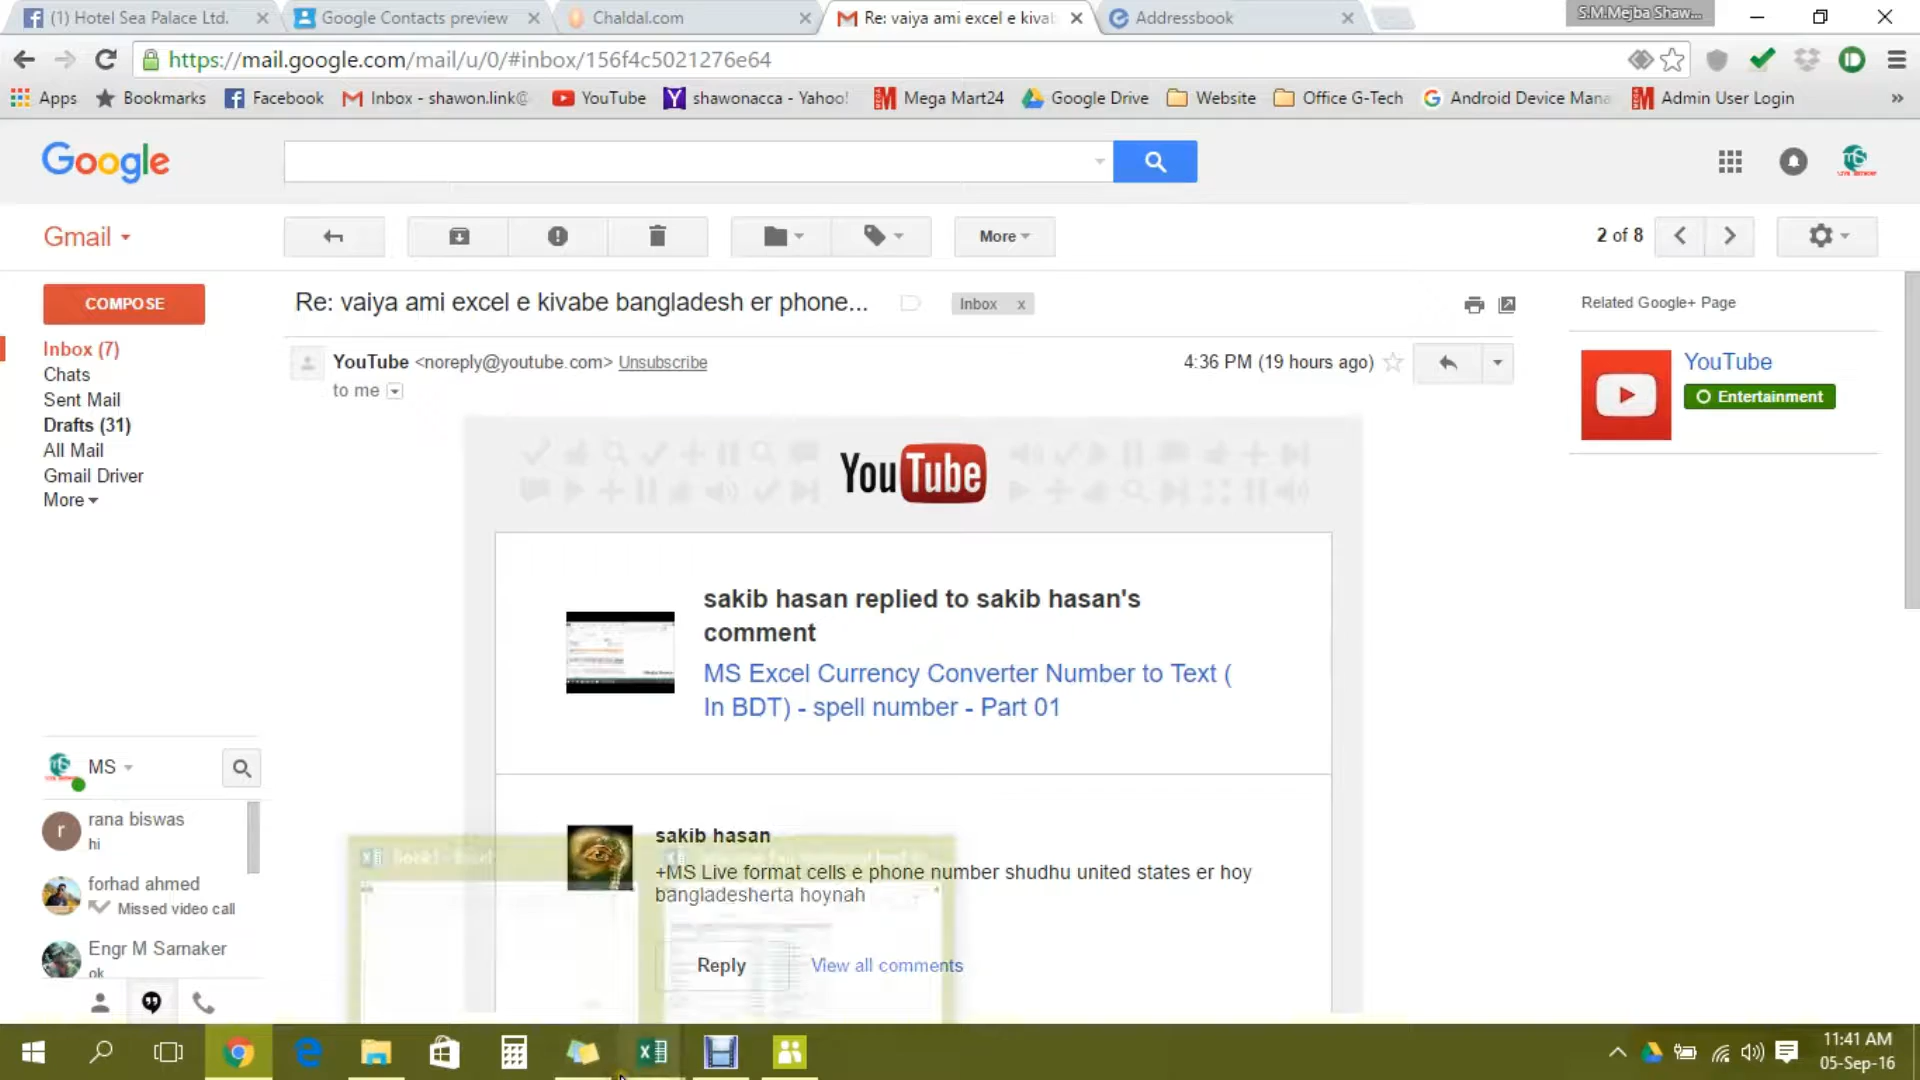 (1) Hotel Sea Palace Ltd.
Google Contacts preview
Chaldal.com
Re: vaiya ami excel e kivab
Addressbook
S.M.Mejba Shaw...
https://mail.google.com/mail/u/0/#inbox/156f4c5021276e64
Apps
Bookmarks
Facebook
Inbox - shawon.link@
YouTube
shawonacca - Yahoo!
Mega Mart24
Google Drive
Website
Office G-Tech
Android Device Mana
Admin User Login
»
Google
Gmail
More
2 of 8
COMPOSE
Re: vaiya ami excel e kivabe bangladesh er phone...
Inbox x
Related Google+ Page
Inbox (7)
Chats
Sent Mail
Drafts (31)
All Mail
Gmail Driver
More
YouTube <noreply@youtube.com> Unsubscribe
4:36 PM (19 hours ago)
to me
YouTube
Entertainment
YouTube
sakib hasan replied to sakib hasan's
comment
MS Excel Currency Converter Number to Text (
In BDT) - spell number - Part 01
MS
rana biswas
hi
forhad ahmed
Missed video call
Engr M Sarnaker
ok
sakib hasan
+MS Live format cells e phone number shudhu united states er hoy
bangladesherta hoynah
Reply
View all comments
Book1 - Excel
11:41 AM
05-Sep-16